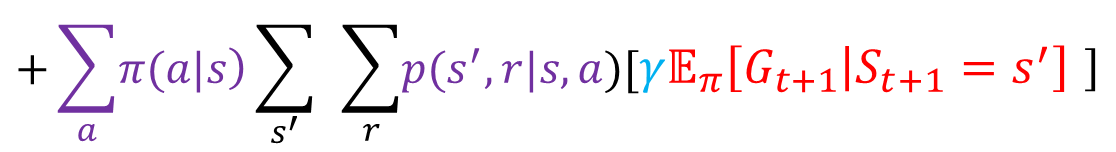 + ∑_a π(a|s) ∑_{s′} ∑_r p(s′, r|s, a)[γ𝔼_π[G_{t+1}|S_{t+1} = s′] ]